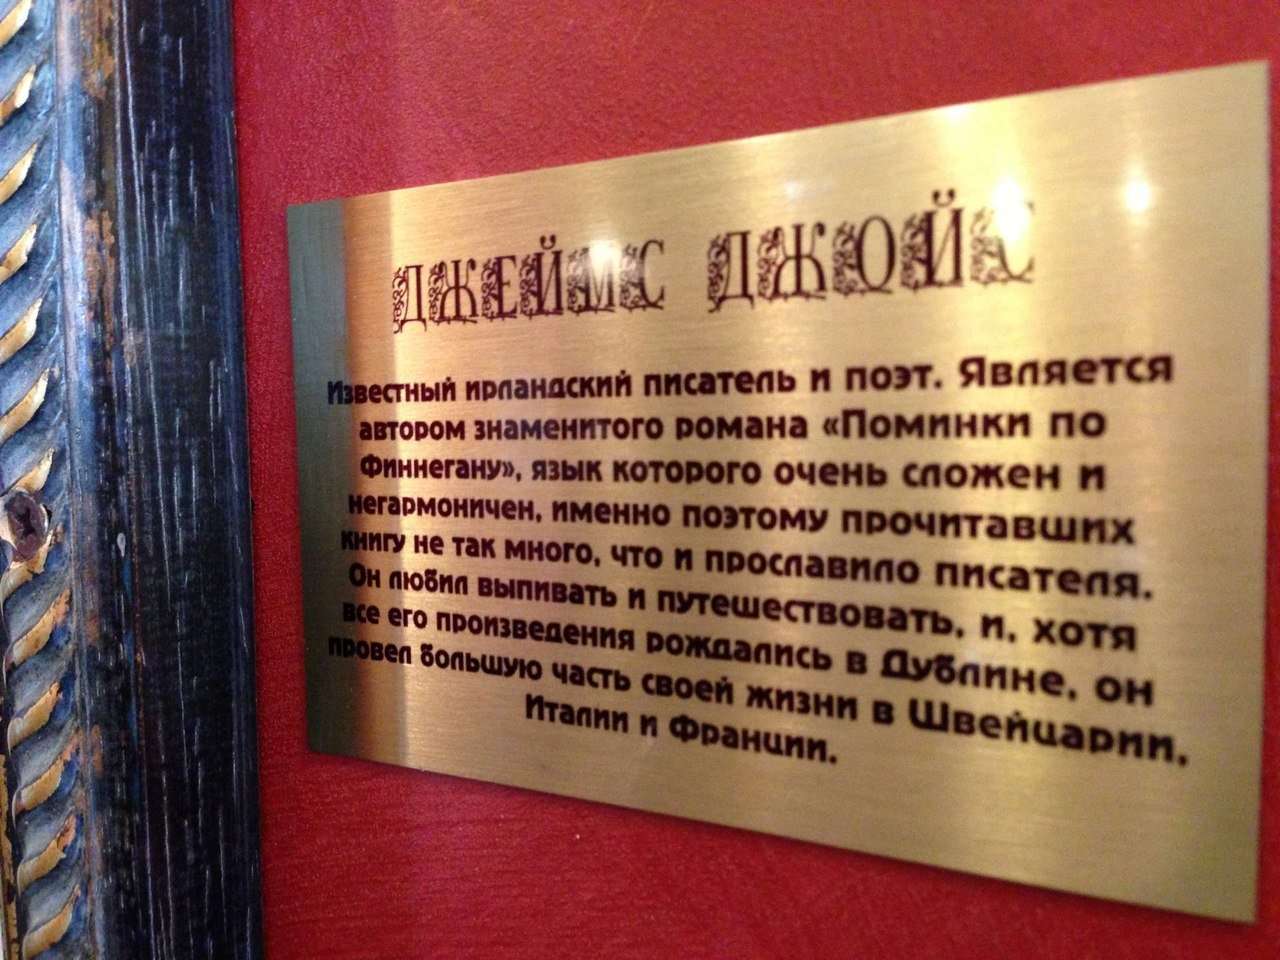 ДЖЕЙМС ДЖОЙС
Известный ирландский писатель и поэт. Является
автором знаменитого романа «Поминки по
Финнегану», язык которого очень сложен и
негармоничен, именно поэтому прочитавших
книгу не так много, что и прославило писателя.
Он любил выпивать и путешествовать, и, хотя
все его произведения рождались в Дублине, он
провел большую часть своей жизни в Швейцарии,
Италии и Франции.